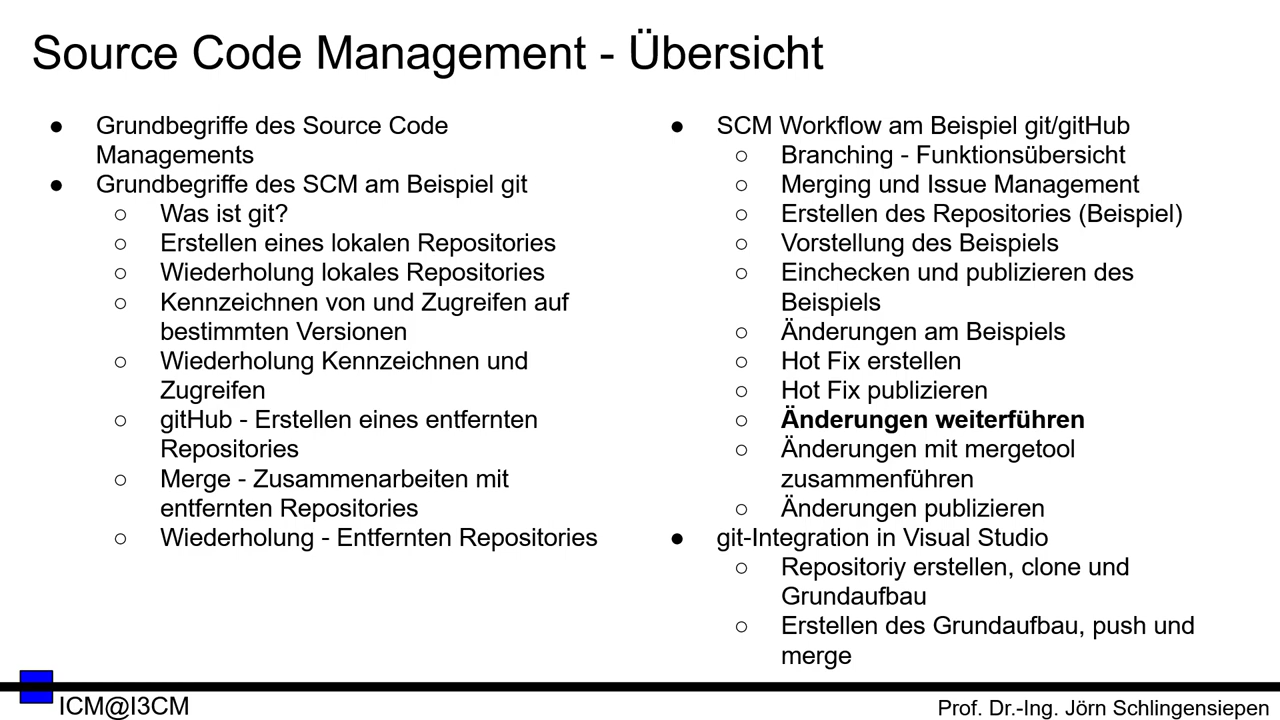 Source Code Management - Übersicht
● Grundbegriffe des Source Code
Managements
● Grundbegriffe des SCM am Beispiel git
○ Was ist git?
○ Erstellen eines lokalen Repositories
○ Wiederholung lokales Repositories
○ Kennzeichnen von und Zugreifen auf
bestimmten Versionen
○ Wiederholung Kennzeichnen und
Zugreifen
○ gitHub - Erstellen eines entfernten
Repositories
○ Merge - Zusammenarbeiten mit
entfernten Repositories
○ Wiederholung - Entfernten Repositories
● SCM Workflow am Beispiel git/gitHub
○ Branching - Funktionsübersicht
○ Merging und Issue Management
○ Erstellen des Repositories (Beispiel)
○ Vorstellung des Beispiels
○ Einchecken und publizieren des
Beispiels
○ Änderungen am Beispiels
○ Hot Fix erstellen
○ Hot Fix publizieren
○ Änderungen weiterführen
○ Änderungen mit mergetool
zusammenführen
○ Änderungen publizieren
● git-Integration in Visual Studio
○ Repositoriy erstellen, clone und
Grundaufbau
○ Erstellen des Grundaufbau, push und
merge
ICM@I3CM
Prof. Dr.-Ing. Jörn Schlingensiepen